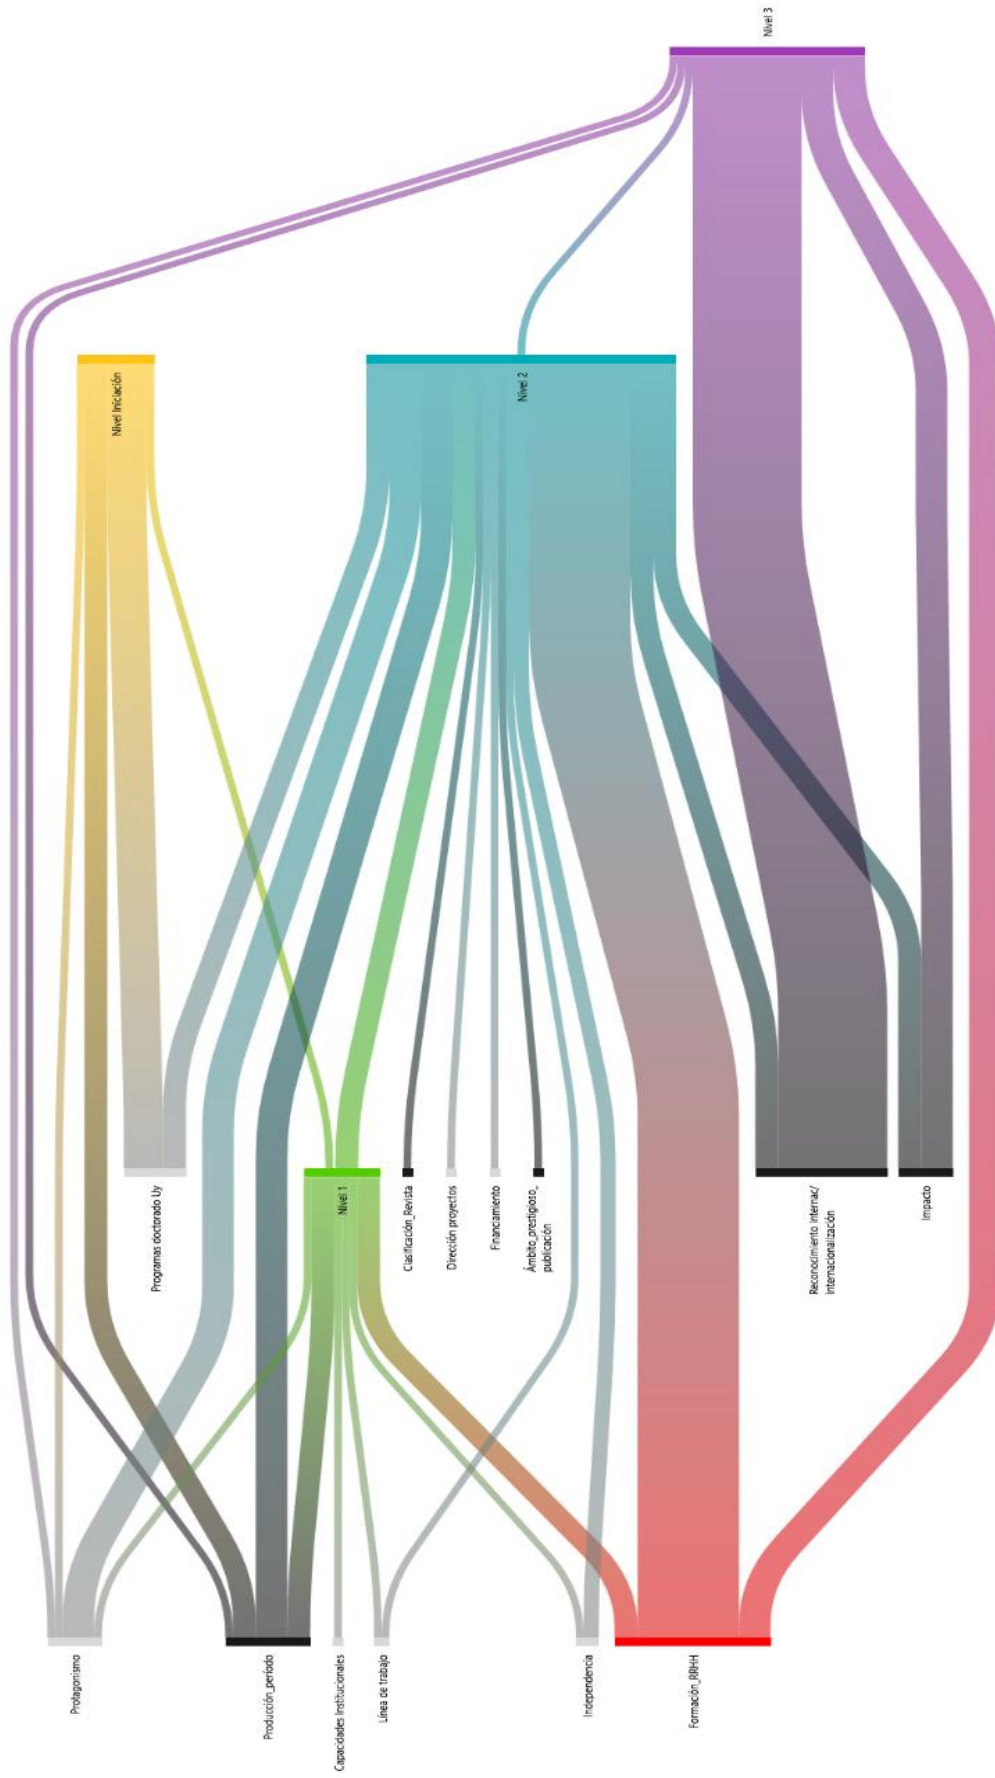 Nivel 3
Nivel Iniciación
Nivel 2
Programas doctorado Uy
Nivel 1
Clasificación_Revista
Dirección proyectos
Financiamiento
Ámbito_prestigioso_
publicación
Reconocimiento internac/
internacionalización
Impacto
Protagonismo
Producción_período
Capacidades Institucionales
Línea de trabajo
Independencia
Formación_RRHH